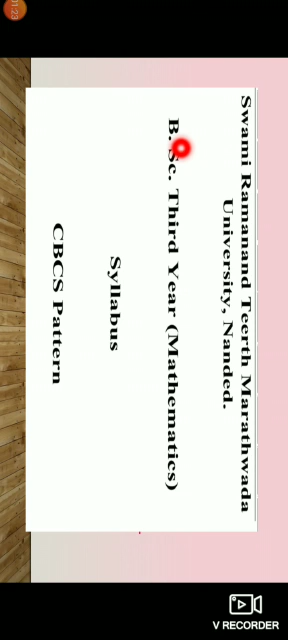 Swami Ramanand Teerth Marathwada
University, Nanded.
B. Sc. Third Year (Mathematics)
Syllabus
CBCS Pattern
V RECORDER